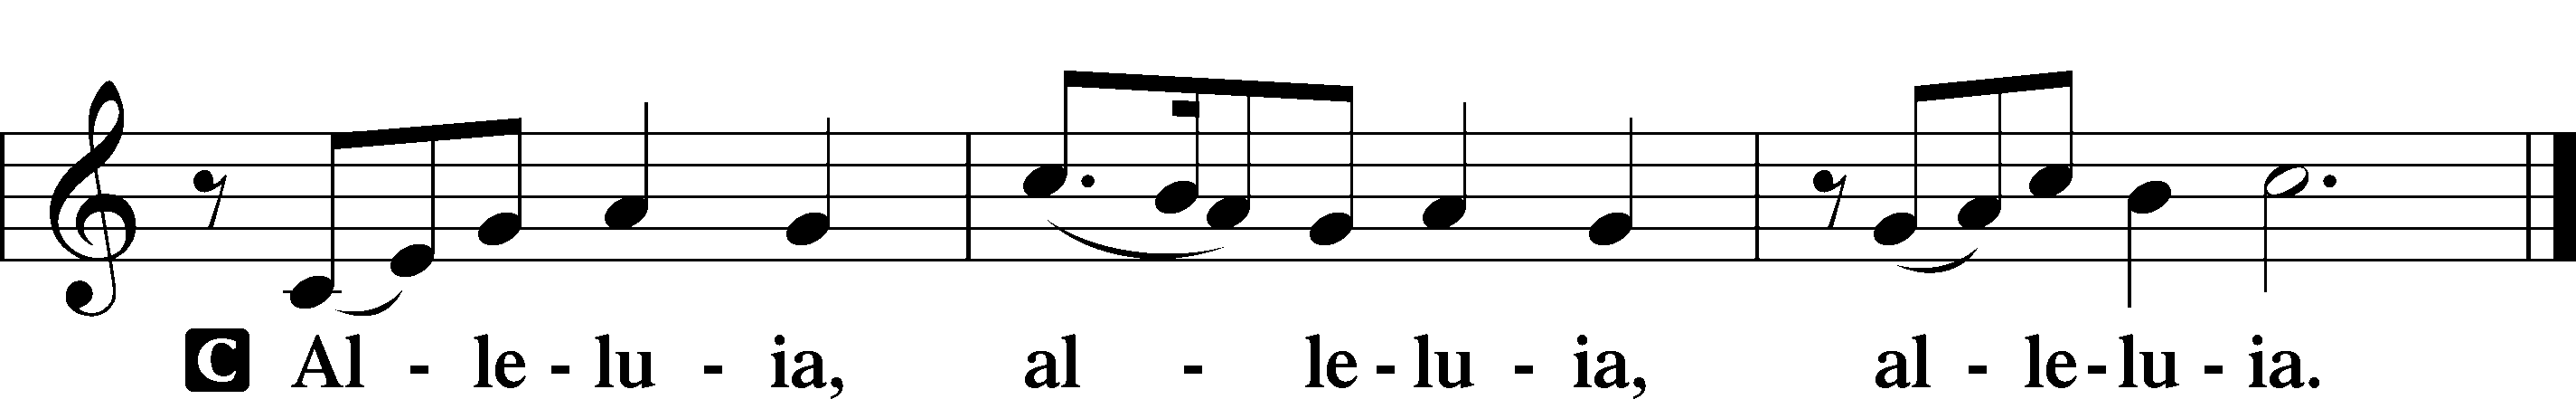 C Al - le - lu - ia, al - le - lu - ia, al - le - lu - ia.